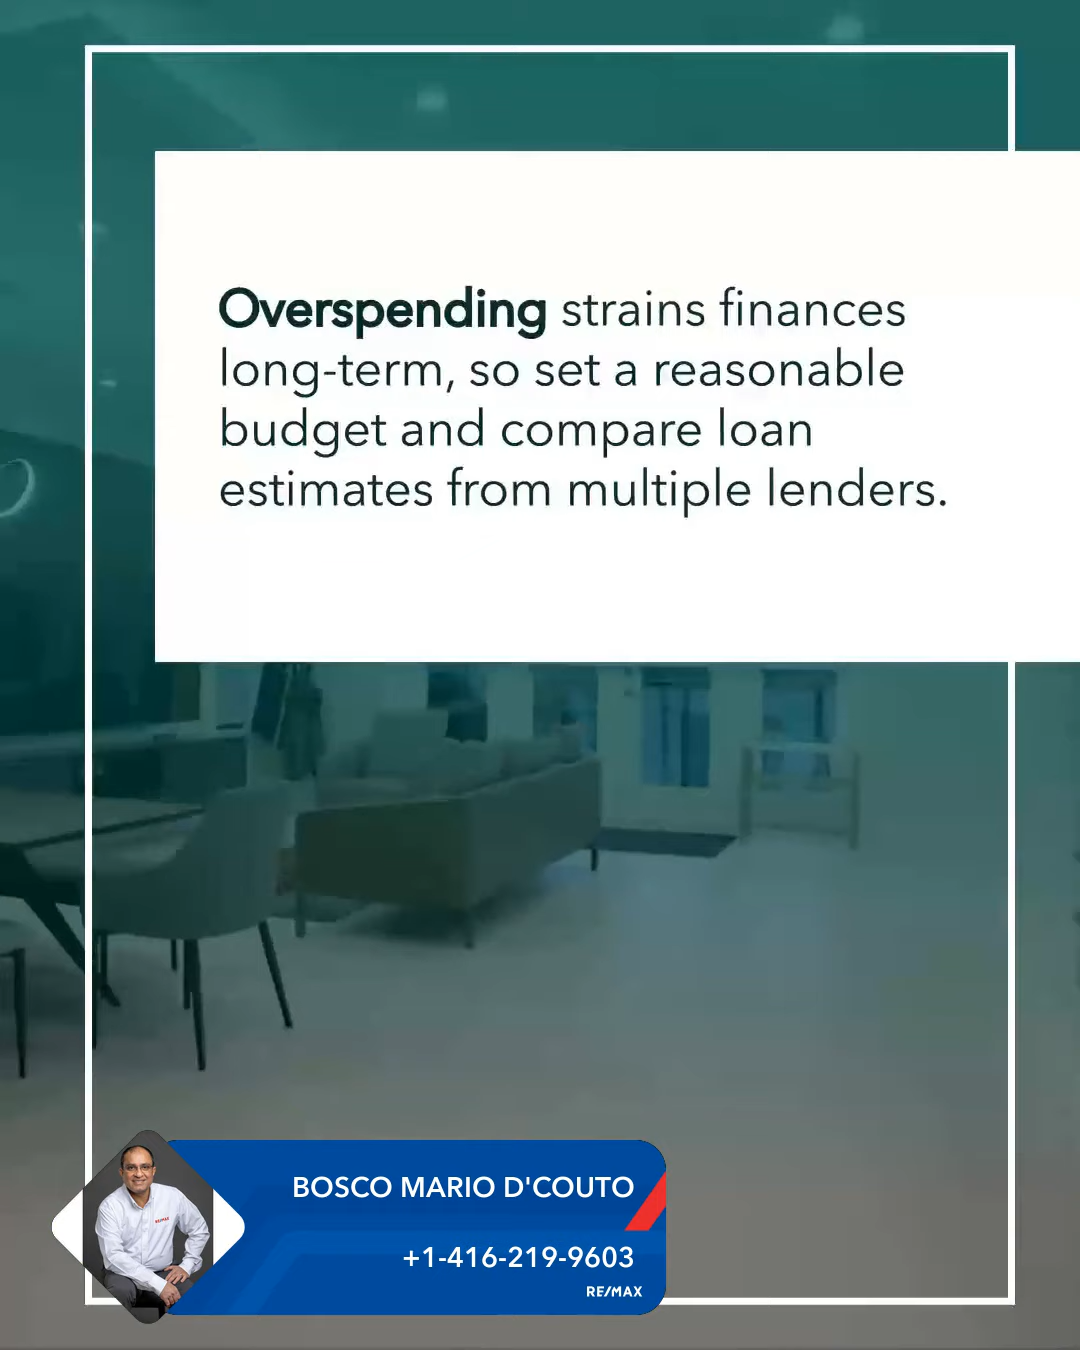 Overspending strains finances
long-term, so set a reasonable
budget and compare loan
estimates from multiple lenders.
BOSCO MARIO D'COUTO
+1-416-219-9603
RE/MAX